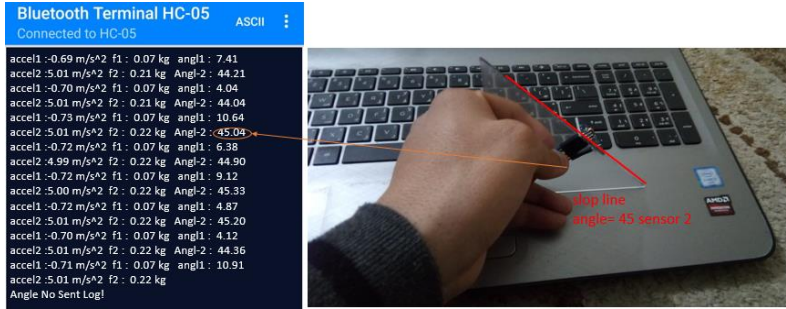 Bluetooth Terminal HC-05
ASCII
Connected to HC-05
accel1 :-0.69 m/s^2 f1 : 0.07 kg angl1 : 7.41
accel2 :5.01 m/s^2 f2 : 0.21 kg Angl-2 : 44.21
accel1 :-0.70 m/s^2 f1 : 0.07 kg angl1 : 4.04
accel2 :5.01 m/s^2 f2 : 0.21 kg Angl-2 : 44.04
accel1 :-0.73 m/s^2 f1 : 0.07 kg angl1 : 10.64
accel2 :5.01 m/s^2 f2 : 0.22 kg Angl-2 : 45.04
accel1 :-0.72 m/s^2 f1 : 0.07 kg angl1 : 6.38
accel2 :4.99 m/s^2 f2 : 0.22 kg Angl-2 : 44.90
accel1 :-0.72 m/s^2 f1 : 0.07 kg angl1 : 9.12
accel2 :5.00 m/s^2 f2 : 0.22 kg Angl-2 : 45.33
accel1 :-0.72 m/s^2 f1 : 0.07 kg angl1 : 4.87
accel2 :5.01 m/s^2 f2 : 0.22 kg Angl-2 : 45.20
accel1 :-0.70 m/s^2 f1 : 0.07 kg angl1 : 4.12
accel2 :5.01 m/s^2 f2 : 0.22 kg Angl-2 : 44.36
accel1 :-0.71 m/s^2 f1 : 0.07 kg angl1 : 10.91
accel2 :5.01 m/s^2 f2 : 0.22 kg
Angle No Sent Log!
slop line
angle= 45 sensor 2
AMD